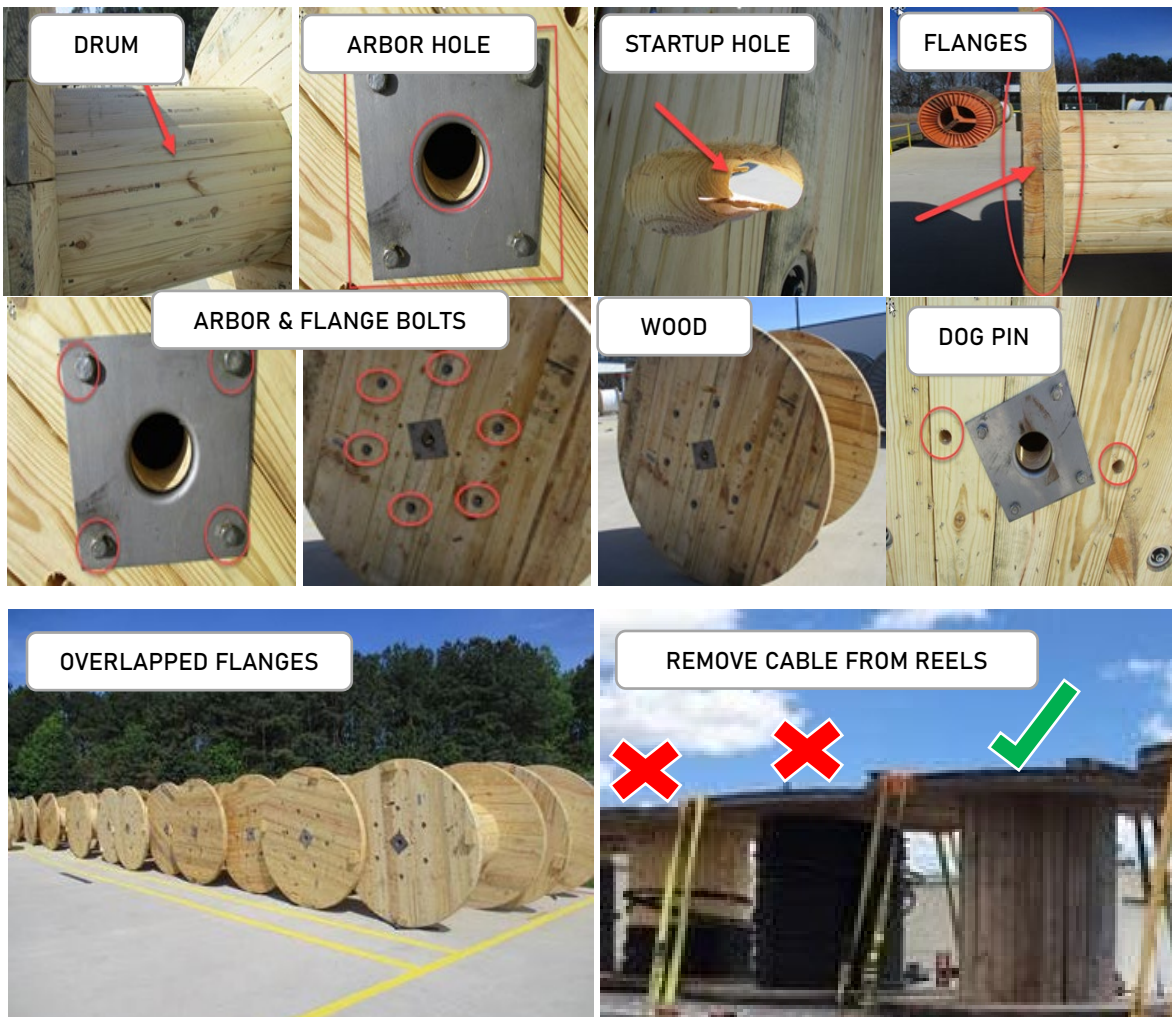 DRUM
ARBOR HOLE
STARTUP HOLE
FLANGES
ARBOR & FLANGE BOLTS
WOOD
DOG PIN
OVERLAPPED FLANGES
REMOVE CABLE FROM REELS